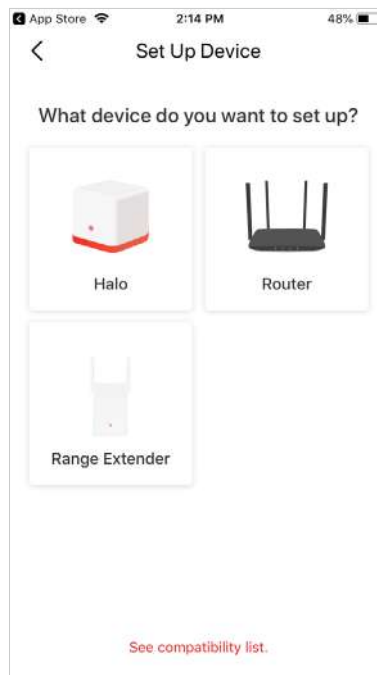 App Store 2:14 PM 48%
Set Up Device
What device do you want to set up?
Halo Router
Range Extender
See compatibility list.